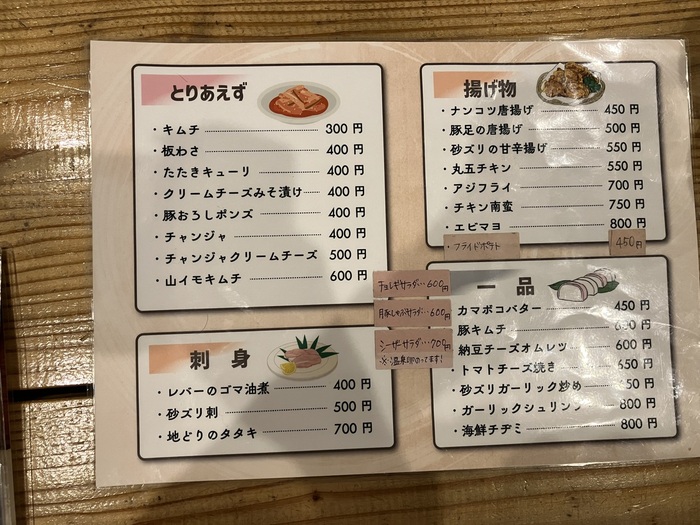 とりあえず
・キムチ 300 円
・板わさ 400 円
・たたきキューリ 400 円
・クリームチーズみそ漬け 400 円
・豚おろしポンズ 400 円
・チャンジャ 400 円
・チャンジャクリームチーズ 500 円
・山イモキムチ 600 円
刺 身
・レバーのゴマ油煮 400 円
・砂ズリ刺 500 円
・地どりのタタキ 700 円
揚げ物
・ナンコツ唐揚げ 450 円
・豚足の唐揚げ 500 円
・砂ズリの甘辛揚げ 550 円
・丸五チキン 550 円
・アジフライ 700 円
・チキン南蛮 750 円
・エビマヨ 800 円
・フライドポテト 450円
チョレギサラダ…600円
豚しゃぶサラダ…600円
シーザーサラダ…700円
※温泉卵のってます!
一 品
カマボコバター 450 円
豚キムチ 円
納豆チーズオムレツ 600 円
・トマトチーズ焼き 650 円
・砂ズリガーリック炒め 50 円
・ガーリックシュリンプ 800 円
・海鮮チヂミ 800 円